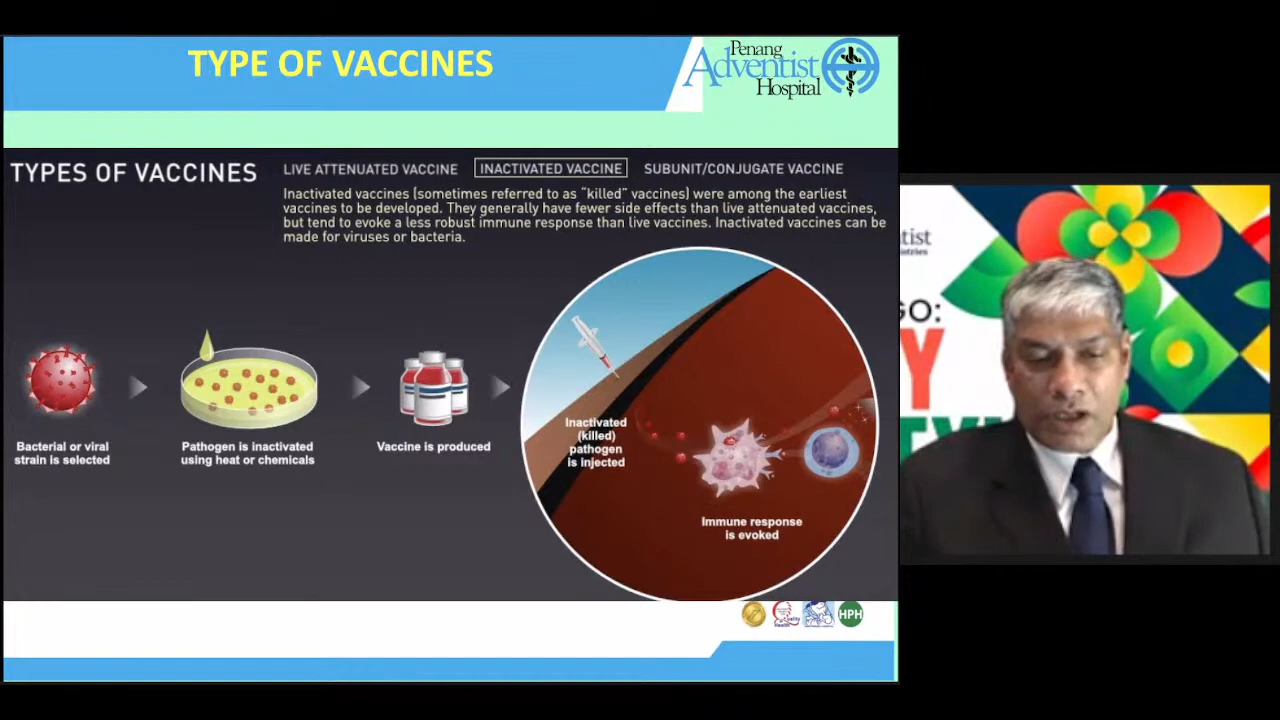 TYPE OF VACCINES
Penang
Adventist
Hospital
TYPES OF VACCINES
LIVE ATTENUATED VACCINE
INACTIVATED VACCINE
SUBUNIT/CONJUGATE VACCINE
Inactivated vaccines (sometimes referred to as “killed” vaccines) were among the earliest
vaccines to be developed. They generally have fewer side effects than live attenuated vaccines,
but tend to evoke a less robust immune response than live vaccines. Inactivated vaccines can be
made for viruses or bacteria.
Bacterial or viral
strain is selected
Pathogen is inactivated
using heat or chemicals
Vaccine is produced
Inactivated
(killed)
pathogen
is injected
Immune response
is evoked
HPH
tist
GO:
Y